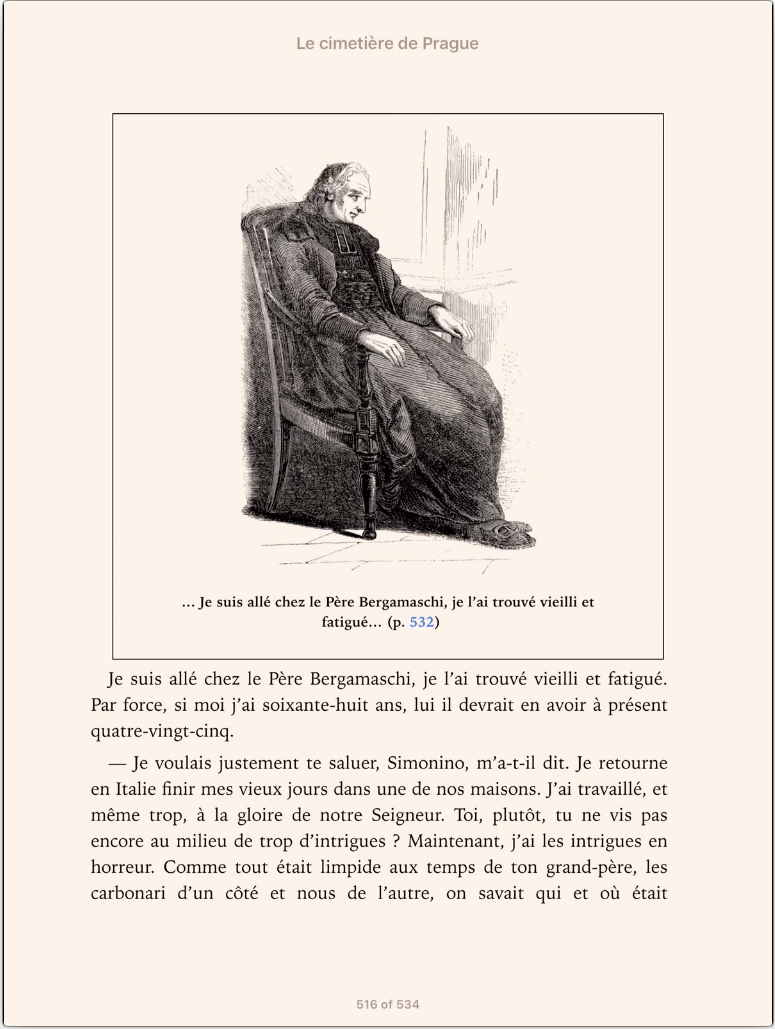 Le cimetière de Prague
... Je suis allé chez le Père Bergamaschi, je l’ai trouvé vieilli et
fatigué... (p. 532)
Je suis allé chez le Père Bergamaschi, je l’ai trouvé vieilli et fatigué.
Par force, si moi j’ai soixante-huit ans, lui il devrait en avoir à présent
quatre-vingt-cinq.
— Je voulais justement te saluer, Simonino, m’a-t-il dit. Je retourne
en Italie finir mes vieux jours dans une de nos maisons. J’ai travaillé, et
même trop, à la gloire de notre Seigneur. Toi, plutôt, tu ne vis pas
encore au milieu de trop d’intrigues ? Maintenant, j’ai les intrigues en
horreur. Comme tout était limpide aux temps de ton grand-père, les
carbonari d’un côté et nous de l’autre, on savait qui et où était
516 of 534